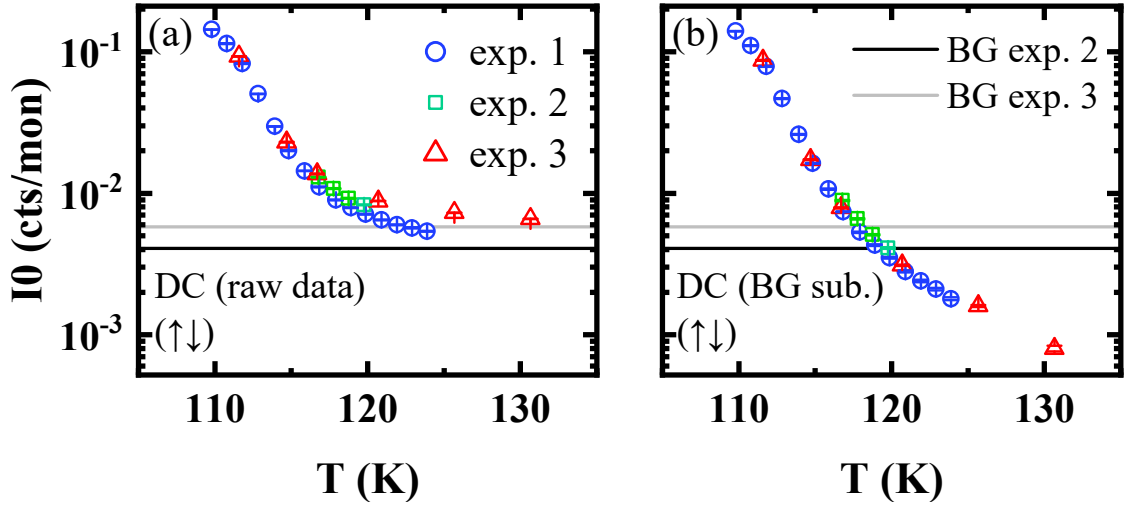 (a)
exp. 1
exp. 2
exp. 3
DC (raw data)
(↑↓)
(b)
BG exp. 2
BG exp. 3
DC (BG sub.)
(↑↓)
I0 (cts/mon)
10⁻¹
10⁻²
10⁻³
110
120
130
110
120
130
T (K)
T (K)